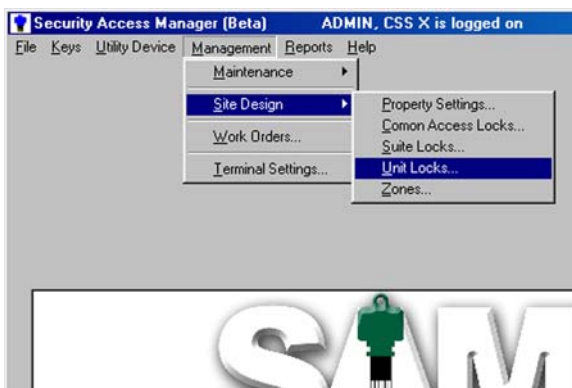 Security Access Manager (Beta) ADMIN, CSS X is logged on
File Keys Utility Device Management Reports Help
Maintenance
Site Design
Work Orders...
Terminal Settings...
Property Settings...
Comon Access Locks...
Suite Locks...
Unit Locks...
Zones...
SAM